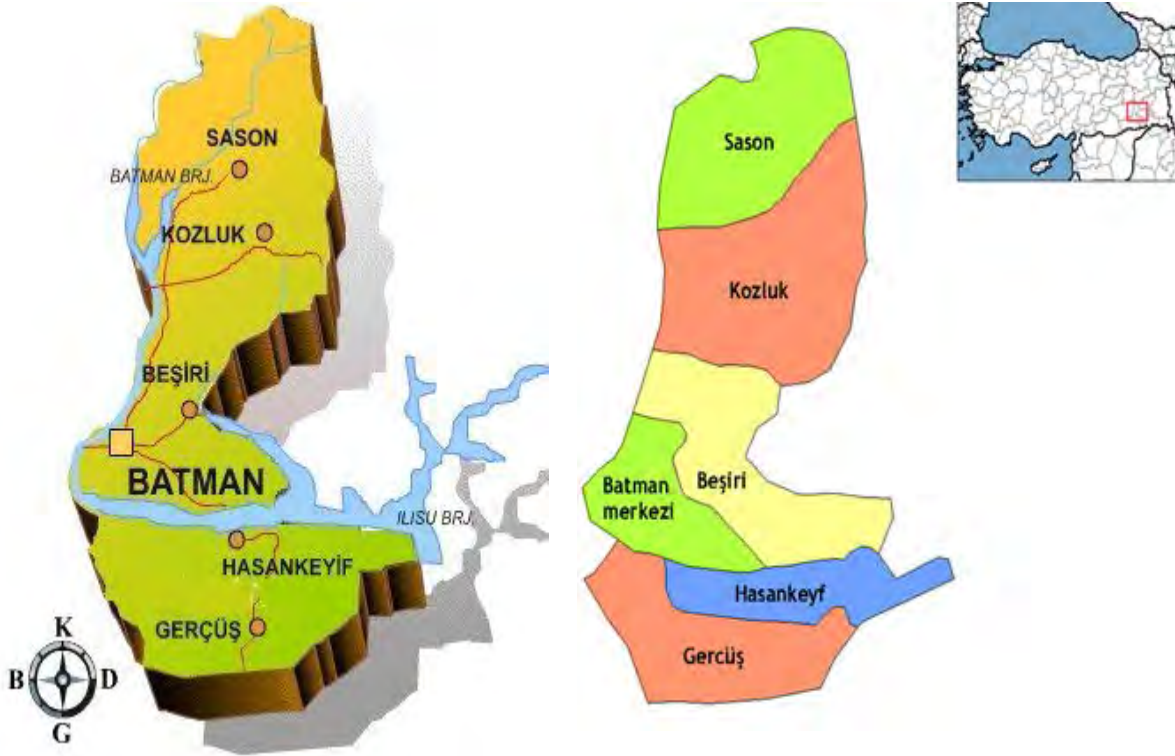 SASON
BATMAN BRJ.
KOZLUK
BEŞİRİ
BATMAN
ILISU BRJ.
HASANKEYİF
GERÇÜŞ
K
B
D
G
Sason
Kozluk
Beşiri
Batman
merkezi
Hasankeyf
Gercüş